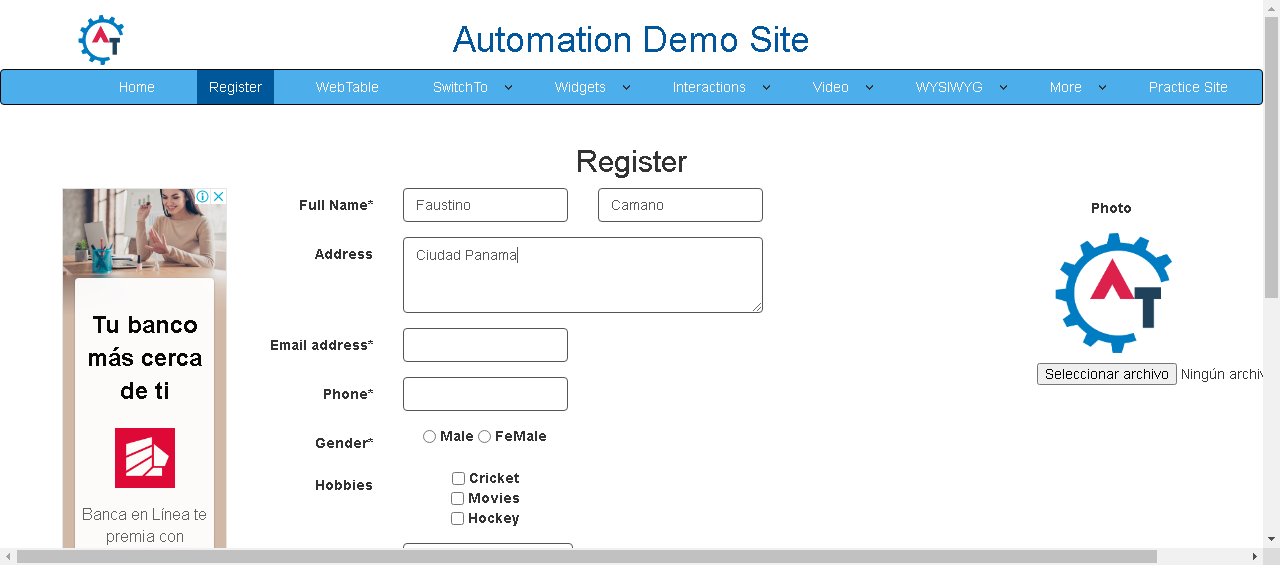 AT
Automation Demo Site
Home Register WebTable SwitchTo Widgets Interactions Video WYSIWYG More Practice Site
Register
Full Name* Faustino Camano
Photo
Address Ciudad Panama
AT
Tu banco
más cerca
de ti
Email address*
Seleccionar archivo Ningún
Phone*
Gender* Male FeMale
Hobbies Cricket
Movies
Hockey
Banca en Línea te
premia con